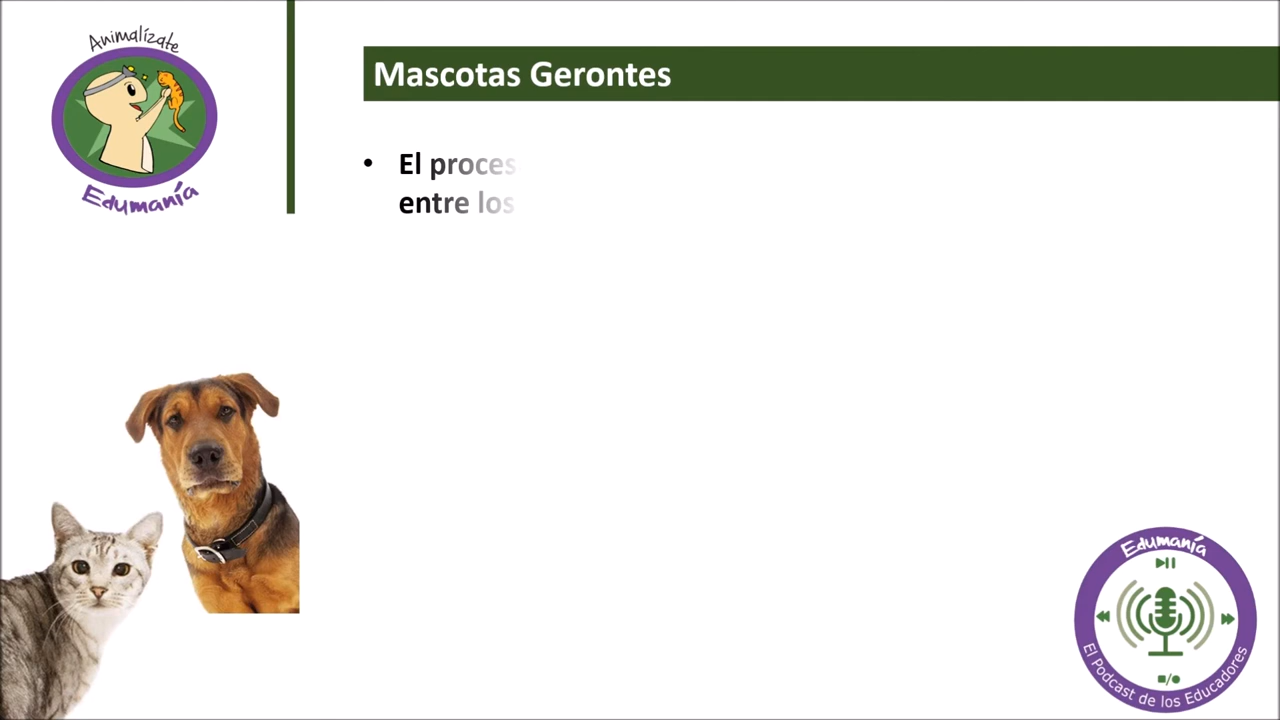 Animalízate
Edumanía
Mascotas Gerontes
• El proces
entre los
Edumanía
El Podcast de los Educadores